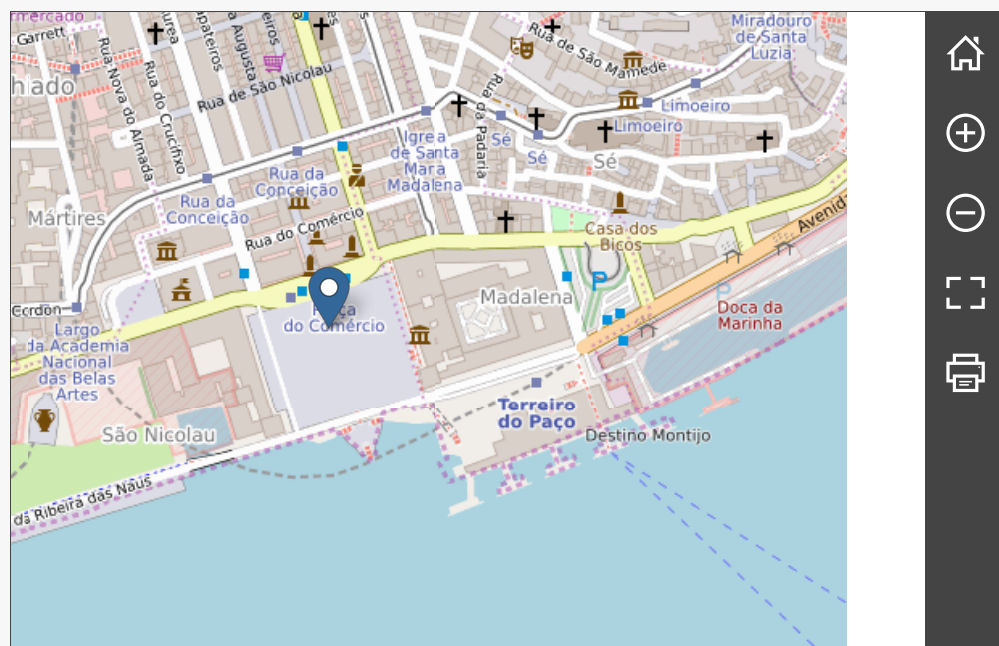 mercado
Garrett
Rua Nova do Almada
Rua do Crucifixo
Augusta
Rua de São Nicolau
Rua da Padaria
Rua de São Mamede
Miradouro
de Santa
Luzia
Limoeiro
Limoeiro
Sé
Sé
Sé
Igreja
de Santa
Maria
Madalena
Rua da
Conceição
Rua da
Conceição
Mártires
Rua do Comércio
Casa dos
Bicos
P
P
Avenida
Madalena
Doca da
Marinha
do Comércio
Largo
da Academia
Nacional
das Belas
Artes
São Nicolau
Terreiro
do Paço
Destino Montijo
da Ribeira das Naus